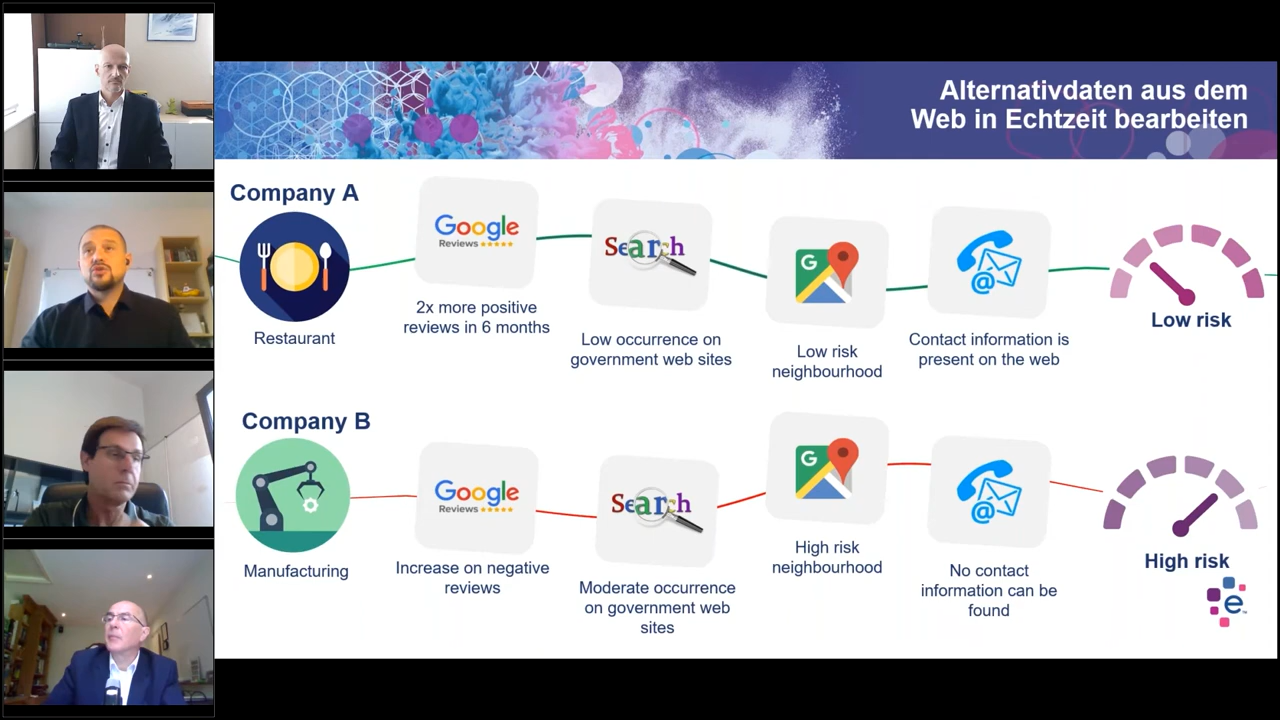 Alternativdaten aus dem
Web in Echtzeit bearbeiten
Company A
Restaurant
Google
Reviews
2x more positive
reviews in 6 months
Search
Low occurrence on
government web sites
G
Low risk
neighbourhood
@
Contact information is
present on the web
Low risk
Company B
Manufacturing
Google
Reviews
Increase on negative
reviews
Search
Moderate occurrence
on government web
sites
G
High risk
neighbourhood
@
No contact
information can be
found
High risk
e